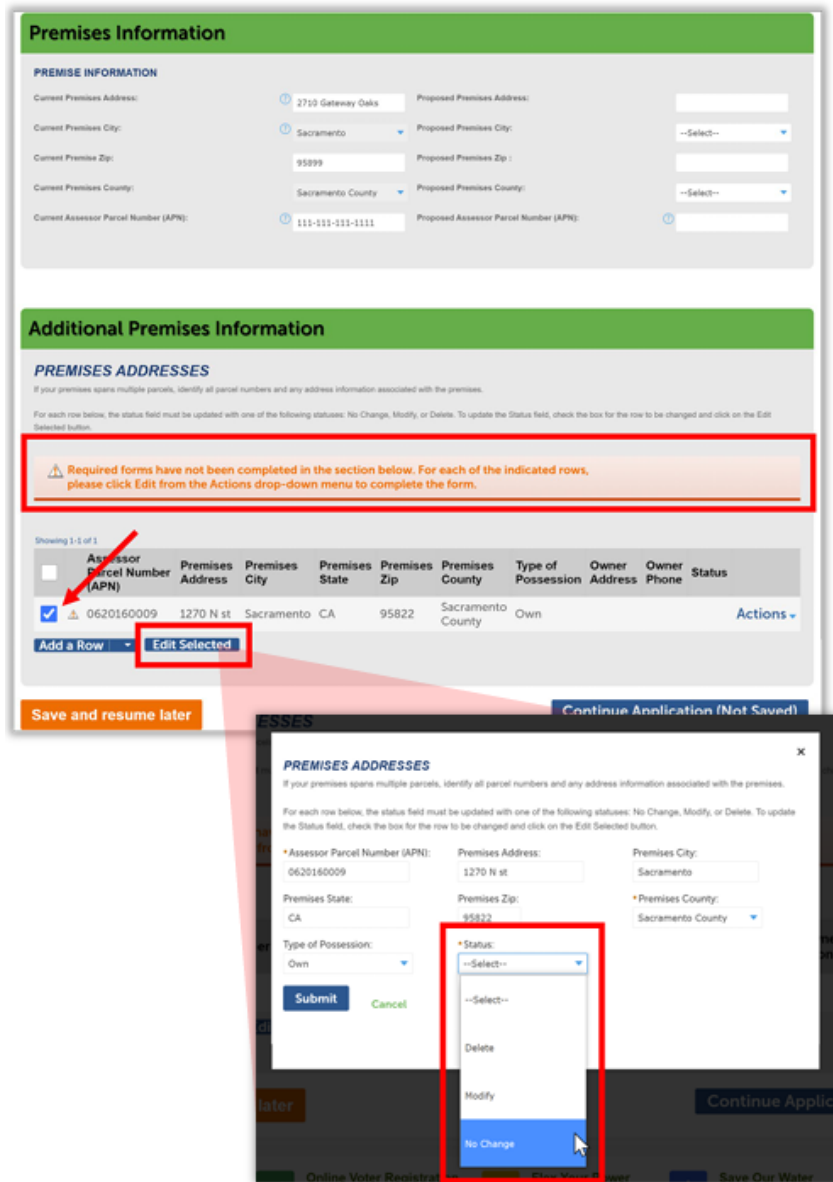 Premises Information
PREMISE INFORMATION
Current Premises Address: 2710 Gateway Oaks Proposed Premises Address:
Current Premises City: Sacramento Proposed Premises City: --Select--
Current Premise Zip: 95899 Proposed Premises Zip :
Current Premises County: Sacramento County Proposed Premises County: --Select--
Current Assessor Parcel Number (APN): 111-111-111-1111 Proposed Assessor Parcel Number (APN):
Additional Premises Information
PREMISES ADDRESSES
If your premises spans multiple parcels, identify all parcel numbers and any address information associated with the premises.
For each row below, the status field must be updated with one of the following statuses: No Change, Modify, or Delete. To update the Status field, check the box for the row to be changed and click on the Edit
Selected button.
Required forms have not been completed in the section below. For each of the indicated rows,
please click Edit from the Actions drop-down menu to complete the form.
Showing 1-1 of 1
Assessor Parcel Number (APN) Premises Address Premises City Premises State Premises Zip Premises County Type of Possession Owner Address Owner Phone Status
0620160009 1270 N st Sacramento CA 95822 Sacramento County Own Actions
Add a Row Edit Selected
Save and resume later Continue Application (Not Saved)
ESSES
PREMISES ADDRESSES
If your premises spans multiple parcels, identify all parcel numbers and any address information associated with the premises.
For each row below, the status field must be updated with one of the following statuses: No Change, Modify, or Delete. To update
the Status field, check the box for the row to be changed and click on the Edit Selected button.
*Assessor Parcel Number (APN): Premises Address: Premises City:
0620160009 1270 N st Sacramento
Premises State: Premises Zip: *Premises County:
CA 95822 Sacramento County
Type of Possession: *Status:
Own --Select--
Submit Cancel --Select--
Delete
Modify
No Change
later Continue Applic
Online Voter Registration Flex Your Power Save Our Water